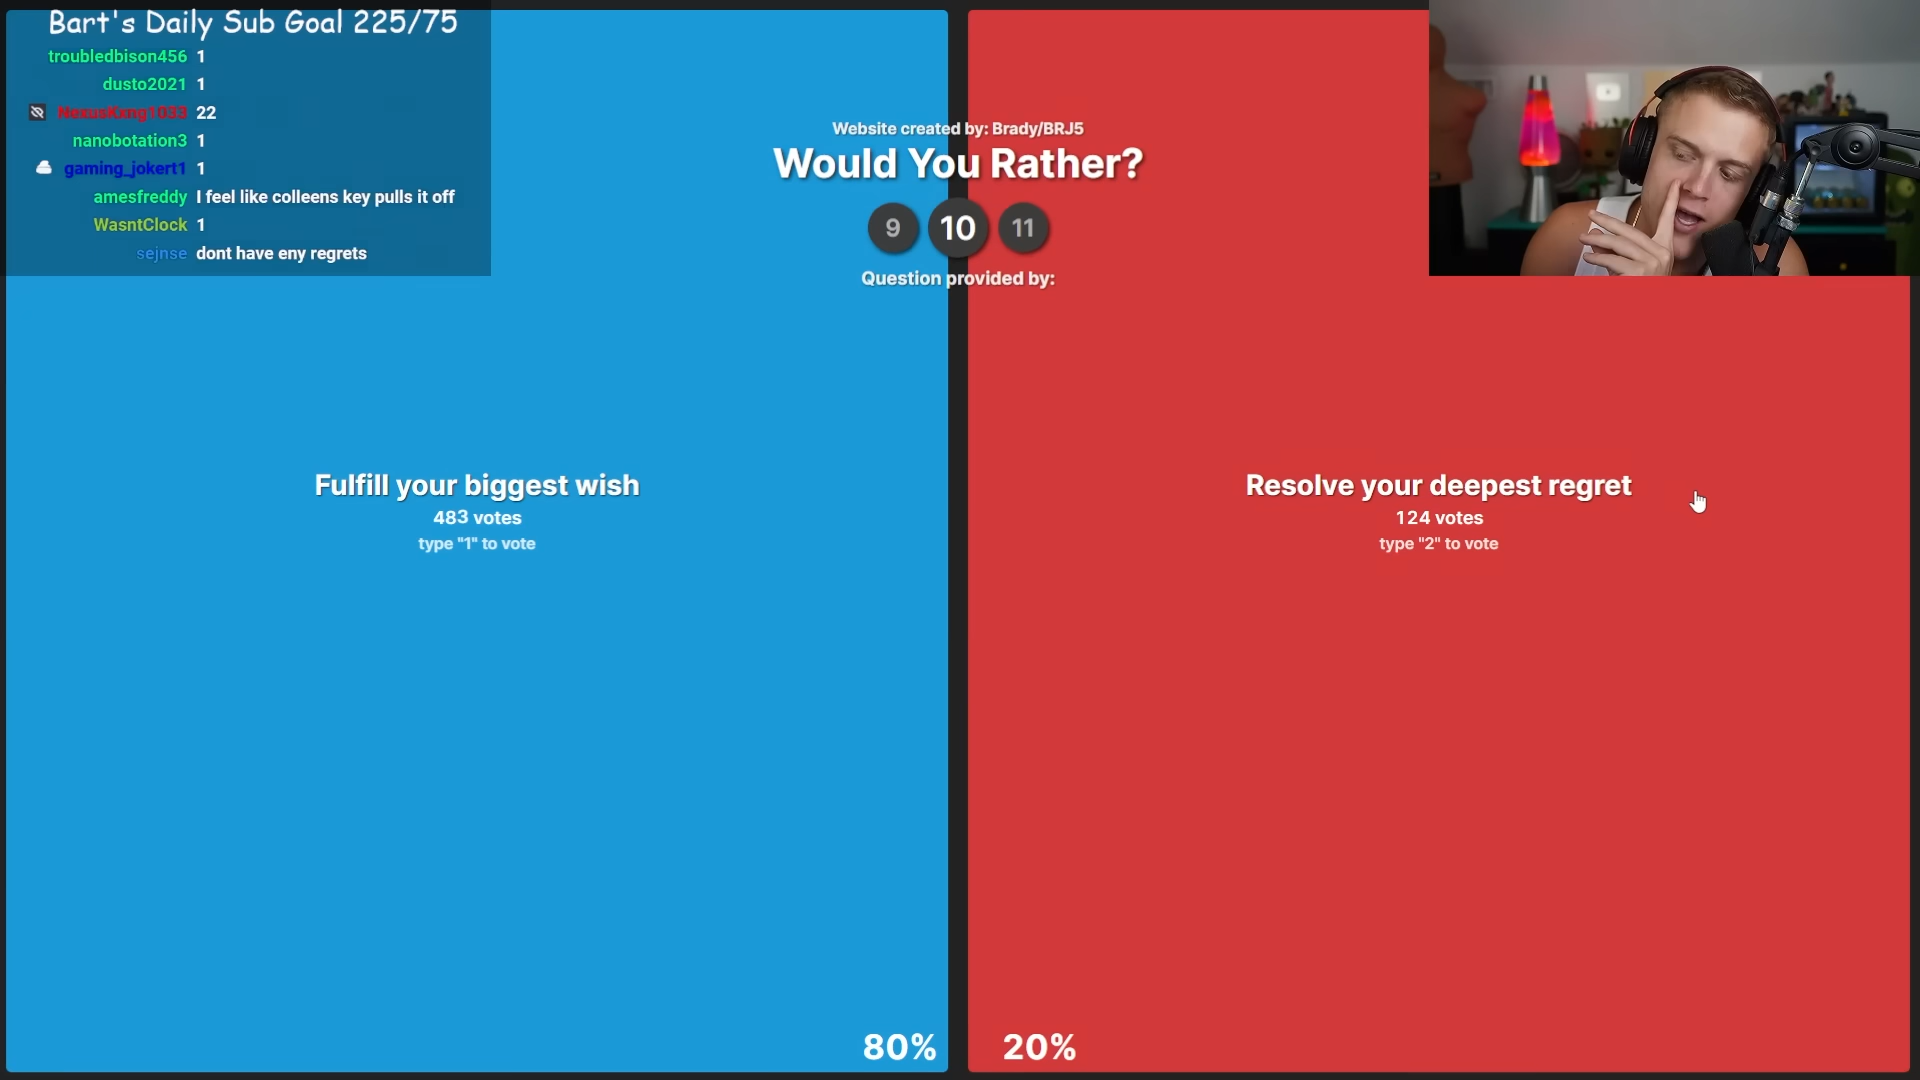 Bart's Daily Sub Goal 225/75
troubledbison456 1
dusto2021 1
NexusKxng1033 22
nanobotation3 1
gaming_jokert1 1
amesfreddy I feel like colleens key pulls it off
WasntClock 1
sejnse dont have eny regrets
Website created by: Brady/BRJ5
Would You Rather?
9 10 11
Question provided by:
Fulfill your biggest wish
483 votes
type "1" to vote
80%
Resolve your deepest regret
124 votes
type "2" to vote
20%